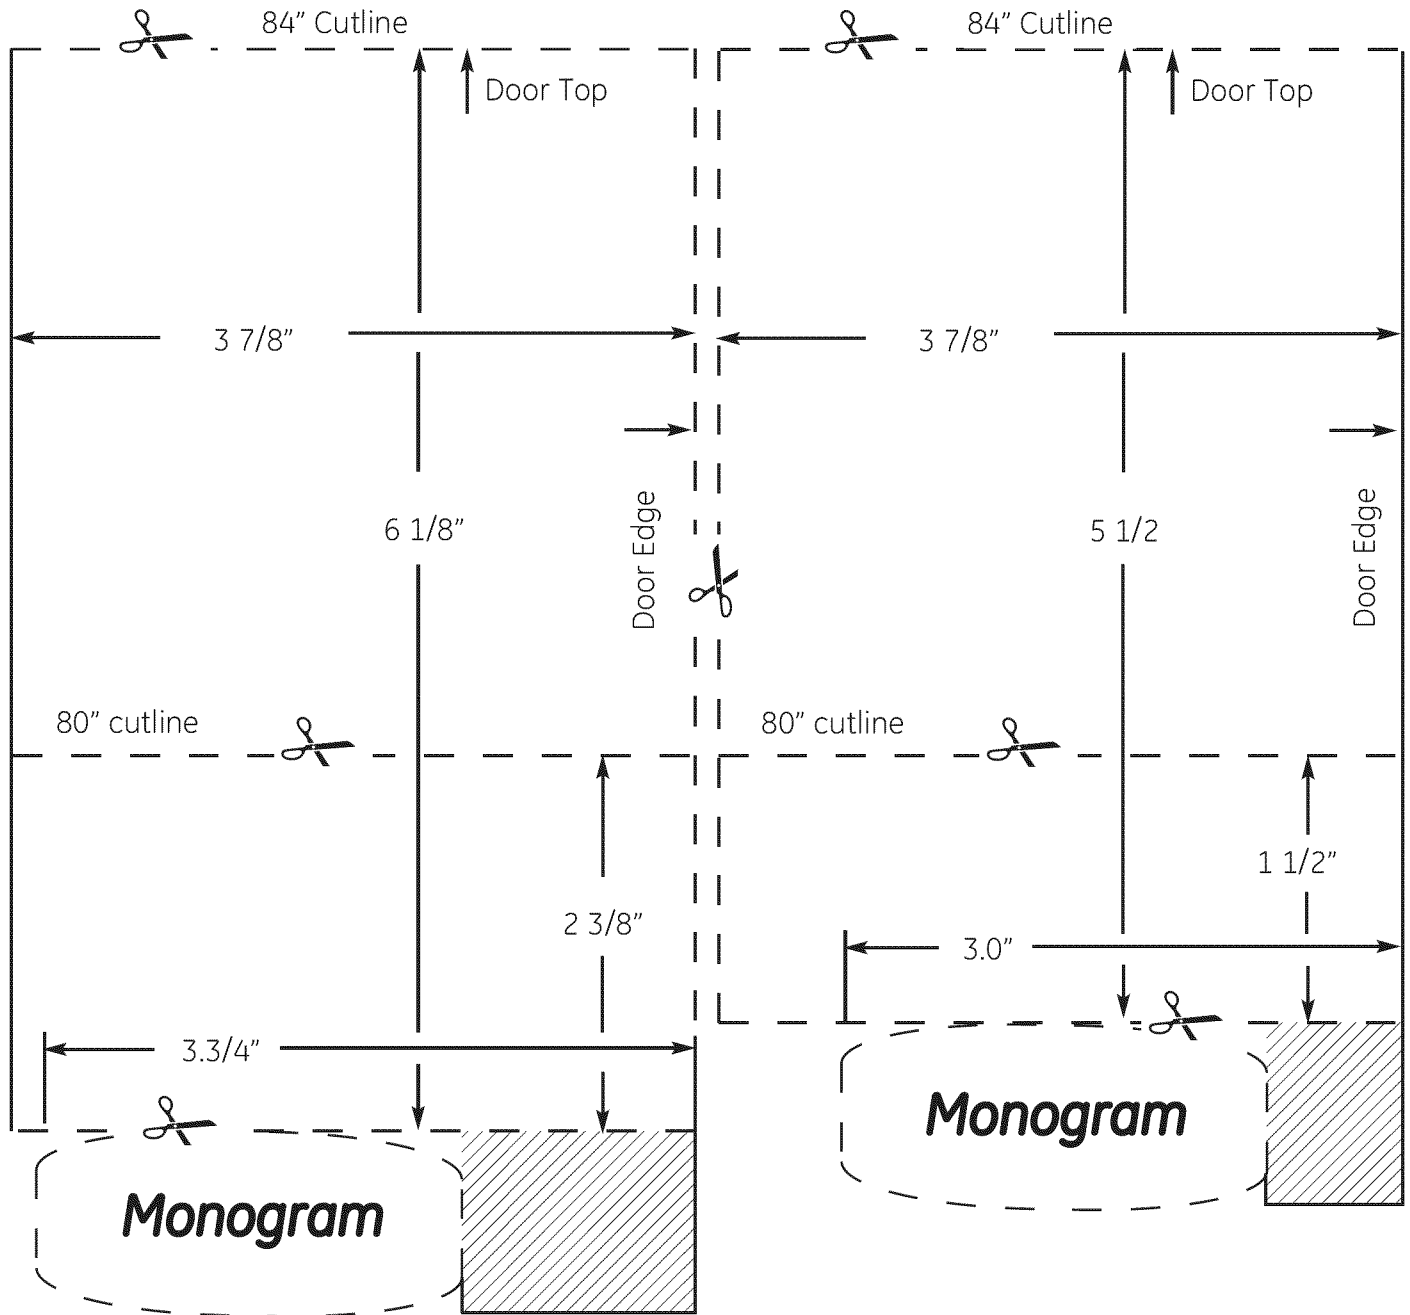 84” Cutline
Door Top
3 7/8”
6 1/8”
Door Edge
80” cutline
2 3/8”
3.3/4”
Monogram
84” Cutline
Door Top
3 7/8”
5 1/2
Door Edge
80” cutline
1 1/2”
3.0”
Monogram